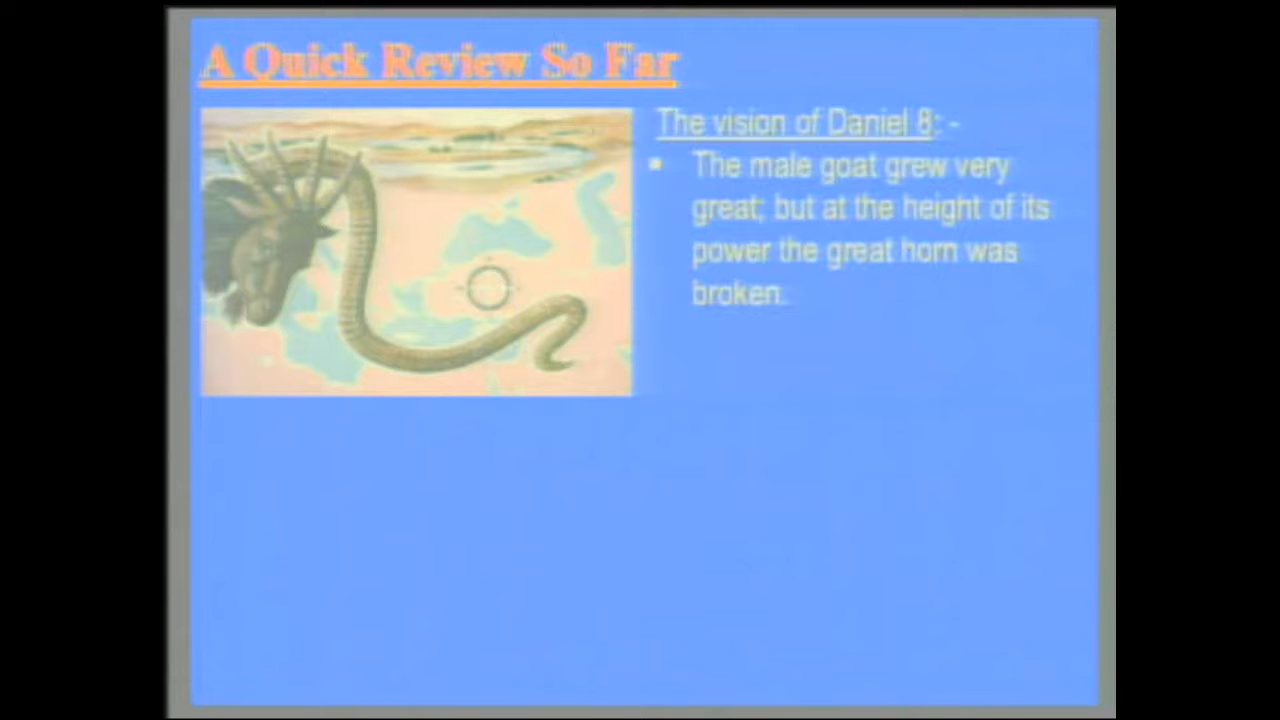 A Quick Review So Far
The vision of Daniel 8: -
▪ The male goat grew very
great; but at the height of its
power the great horn was
broken.